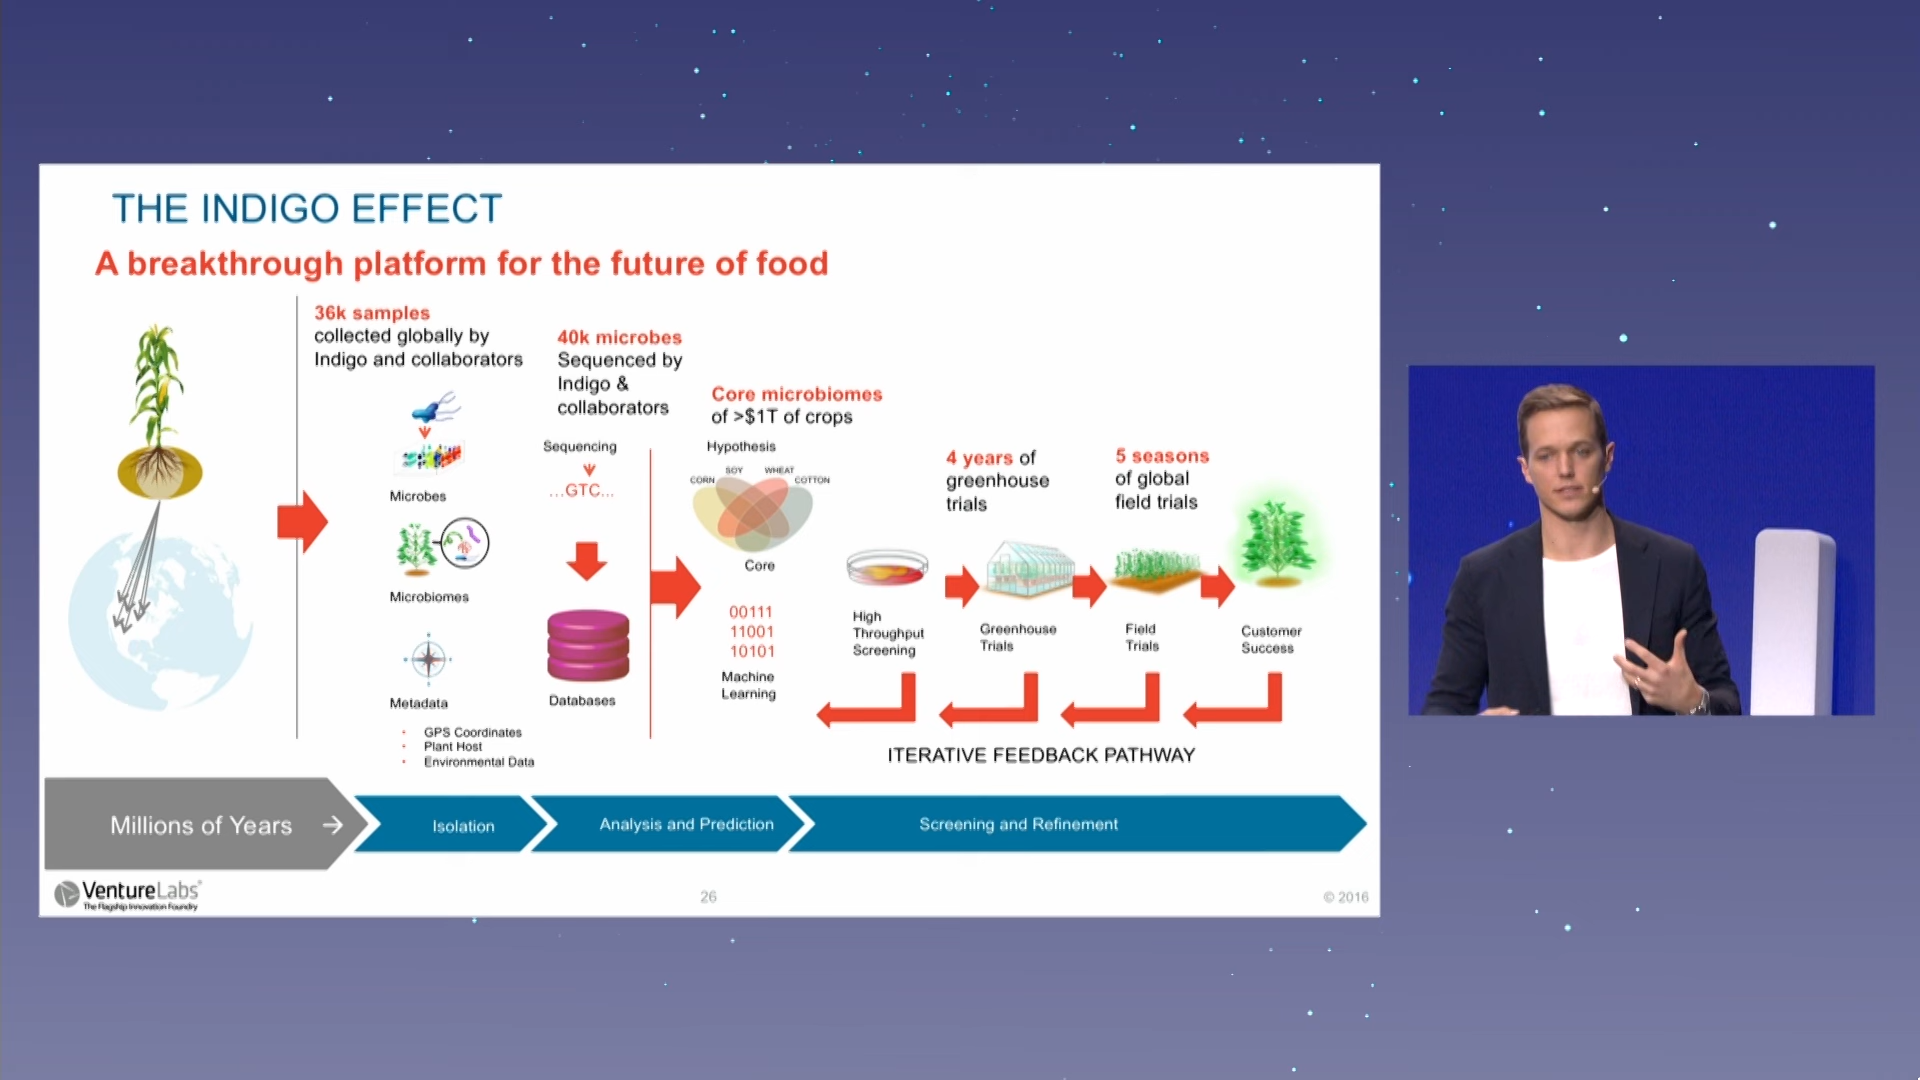 THE INDIGO EFFECT
A breakthrough platform for the future of food
36k samples
collected globally by
Indigo and collaborators
Microbes
Microbiomes
Metadata
• GPS Coordinates
• Plant Host
• Environmental Data
40k microbes
Sequenced by
Indigo &
collaborators
Sequencing
...GTC...
Databases
Core microbiomes
of >$1T of crops
Hypothesis
CORN
SOY
WHEAT
COTTON
Core
00111
11001
10101
Machine
Learning
High
Throughput
Screening
4 years of
greenhouse
trials
Greenhouse
Trials
5 seasons
of global
field trials
Field
Trials
Customer
Success
ITERATIVE FEEDBACK PATHWAY
Millions of Years →
Isolation
Analysis and Prediction
Screening and Refinement
VentureLabs®
The Flagship Innovation Foundry
26
© 2016